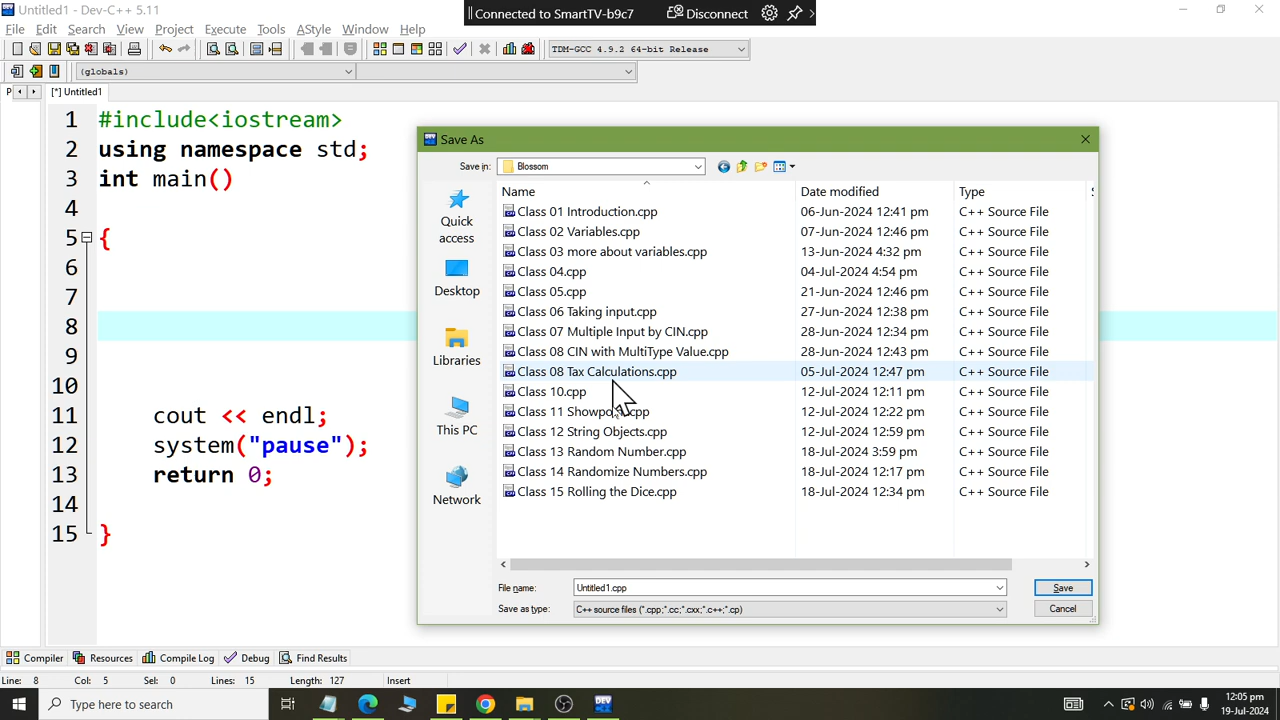 Untitled1 - Dev-C++ 5.11
Connected to SmartTV-b9c7 Disconnect
File Edit Search View Project Execute Tools AStyle Window Help
TDM-GCC 4.9.2 64-bit Release
(globals)
P [*] Untitled1
1 #include<iostream>
2 using namespace std;
3 int main()
4
5 {
6
7
8
9
10
11 cout << endl;
12 system("pause");
13 return 0;
14
15 }
Save As
Save in: Blossom
Quick access
Desktop
Libraries
This PC
Network
Name Date modified Type
Class 01 Introduction.cpp 06-Jun-2024 12:41 pm C++ Source File
Class 02 Variables.cpp 07-Jun-2024 12:46 pm C++ Source File
Class 03 more about variables.cpp 13-Jun-2024 4:32 pm C++ Source File
Class 04.cpp 04-Jul-2024 4:54 pm C++ Source File
Class 05.cpp 21-Jun-2024 12:46 pm C++ Source File
Class 06 Taking input.cpp 27-Jun-2024 12:38 pm C++ Source File
Class 07 Multiple Input by CIN.cpp 28-Jun-2024 12:34 pm C++ Source File
Class 08 CIN with MultiType Value.cpp 28-Jun-2024 12:43 pm C++ Source File
Class 08 Tax Calculations.cpp 05-Jul-2024 12:47 pm C++ Source File
Class 10.cpp 12-Jul-2024 12:11 pm C++ Source File
Class 11 .cpp 12-Jul-2024 12:22 pm C++ Source File
Class 12 String Objects.cpp 12-Jul-2024 12:59 pm C++ Source File
Class 13 Random Number.cpp 18-Jul-2024 3:59 pm C++ Source File
Class 14 Randomize Numbers.cpp 18-Jul-2024 12:17 pm C++ Source File
Class 15 Rolling the Dice.cpp 18-Jul-2024 12:34 pm C++ Source File
File name: Untitled1.cpp Save
Save as type: C++ source files (*.cpp;*.cc;*.cxx;*.c++;*.cp) Cancel
Compiler Resources Compile Log Debug Find Results
Line: 8 Col: 5 Sel: 0 Lines: 15 Length: 127 Insert
Type here to search
DEV
12:05 pm
19-Jul-2024